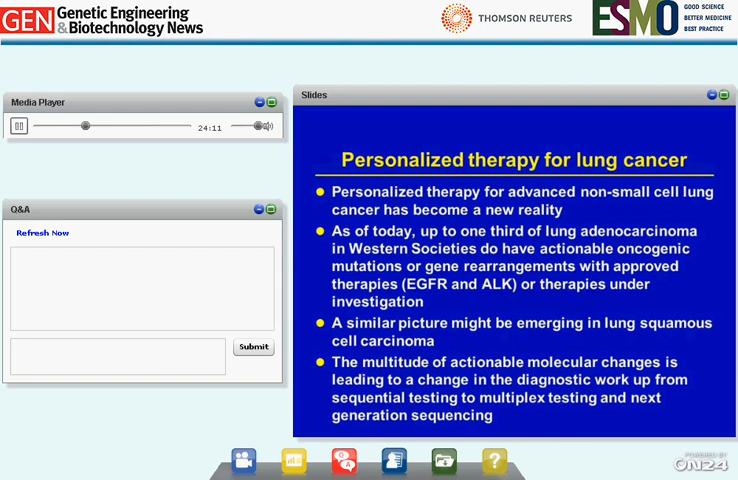 GEN Genetic Engineering
& Biotechnology News
THOMSON REUTERS
ESMO
GOOD SCIENCE
BETTER MEDICINE
BEST PRACTICE
Media Player
24:11
Slides
Personalized therapy for lung cancer
Personalized therapy for advanced non-small cell lung
cancer has become a new reality
As of today, up to one third of lung adenocarcinoma
in Western Societies do have actionable oncogenic
mutations or gene rearrangements with approved
therapies (EGFR and ALK) or therapies under
investigation
A similar picture might be emerging in lung squamous
cell carcinoma
The multitude of actionable molecular changes is
leading to a change in the diagnostic work up from
sequential testing to multiplex testing and next
generation sequencing
Q&A
Refresh Now
Submit
Q
A
?
POWERED BY
ON24